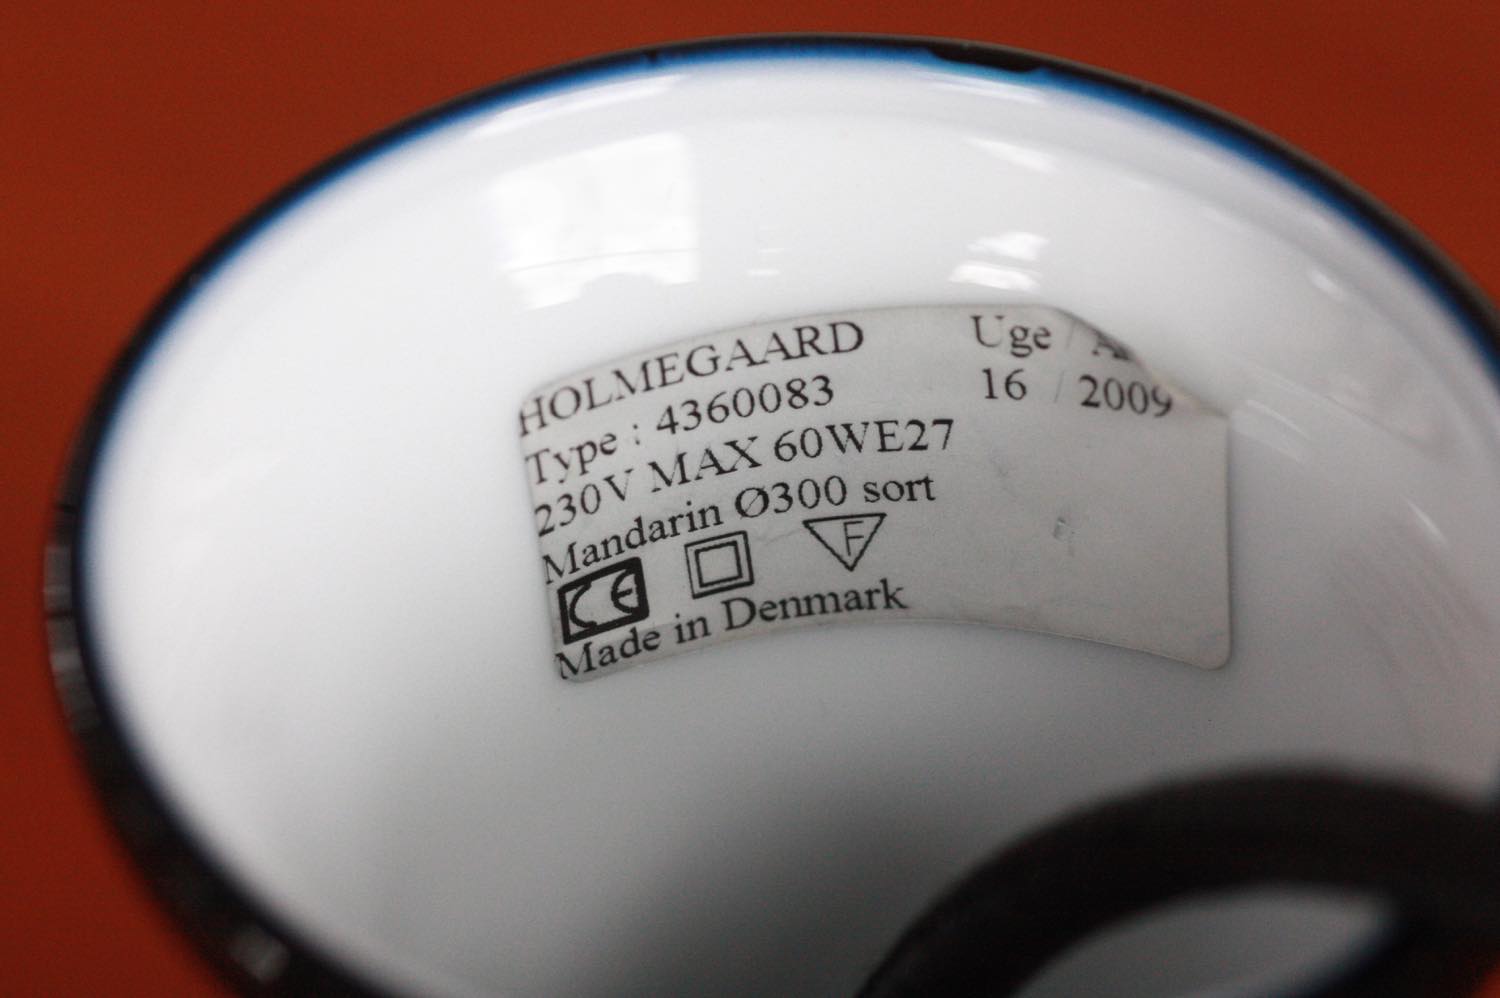 HOLMEGAARD Uge /
Type : 4360083 16 / 2009
230V MAX 60WE27
Mandarin Ø300 sort
CE F
Made in Denmark